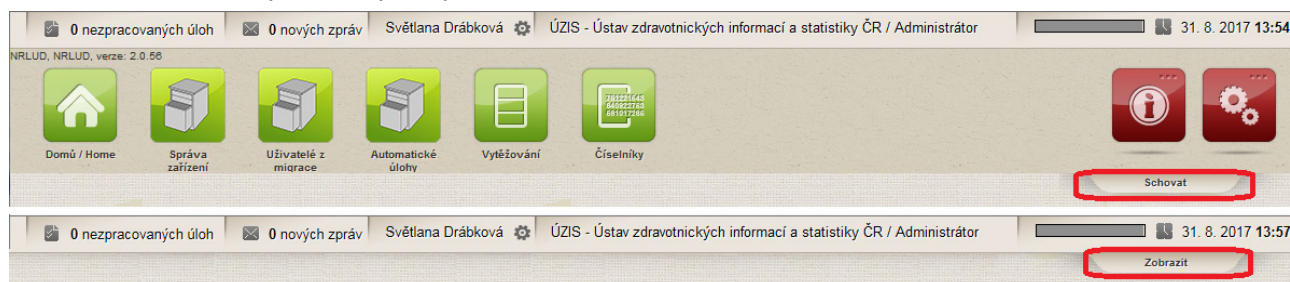 0 nezpracovaných úloh 0 nových zpráv Světlana Drábková ÚZIS - Ústav zdravotnických informací a statistiky ČR / Administrátor 31. 8. 2017 13:54
NRLUD, NRLUD, verze: 2.0.56
781221643
640922763
681017286
Domů / Home Správa zařízení Uživatelé z migrace Automatické úlohy Vytěžování Číselníky
Schovat
0 nezpracovaných úloh 0 nových zpráv Světlana Drábková ÚZIS - Ústav zdravotnických informací a statistiky ČR / Administrátor 31. 8. 2017 13:57
Zobrazit